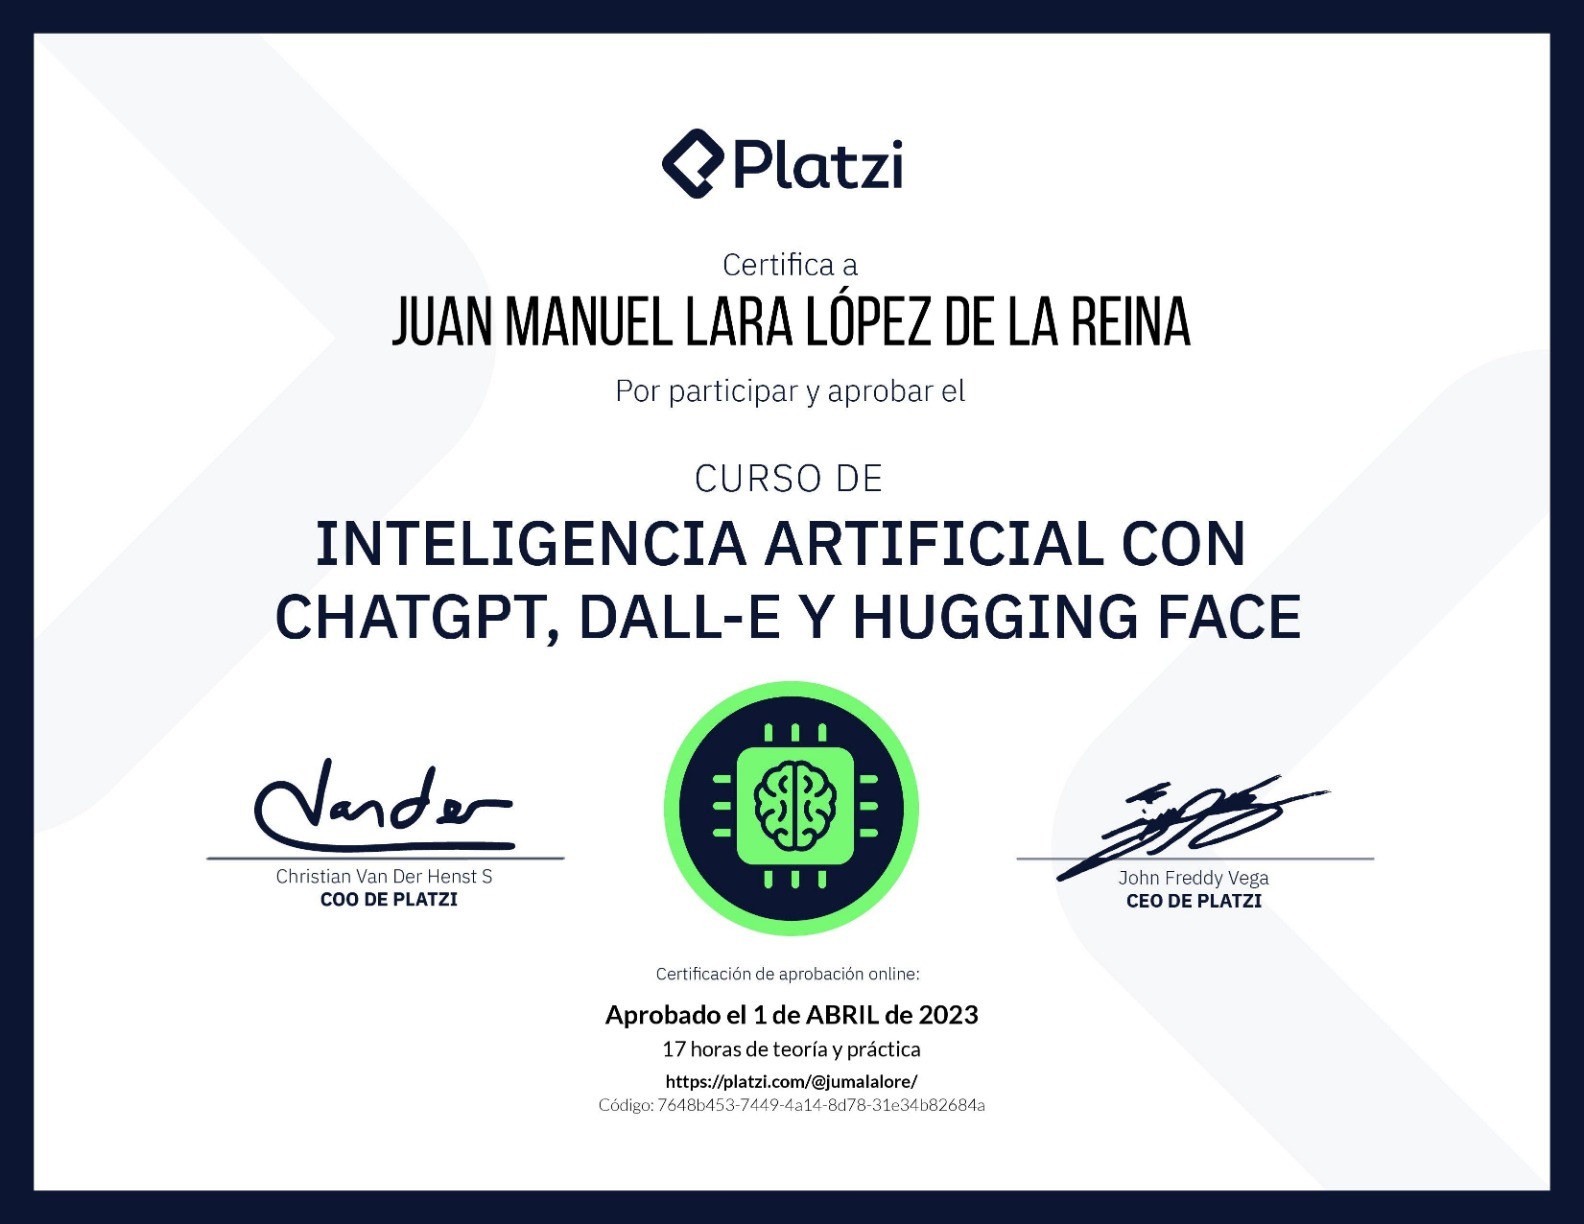 Platzi
Certifica a
JUAN MANUEL LARA LÓPEZ DE LA REINA
Por participar y aprobar el
CURSO DE
INTELIGENCIA ARTIFICIAL CON
CHATGPT, DALL-E Y HUGGING FACE
Vander
Christian Van Der Henst S
COO DE PLATZI
John Freddy Vega
CEO DE PLATZI
Certificación de aprobación online:
Aprobado el 1 de ABRIL de 2023
17 horas de teoría y práctica
https://platzi.com/@jumalalore/
Código: 7648b453-7449-4a14-8d78-31e34b82684a